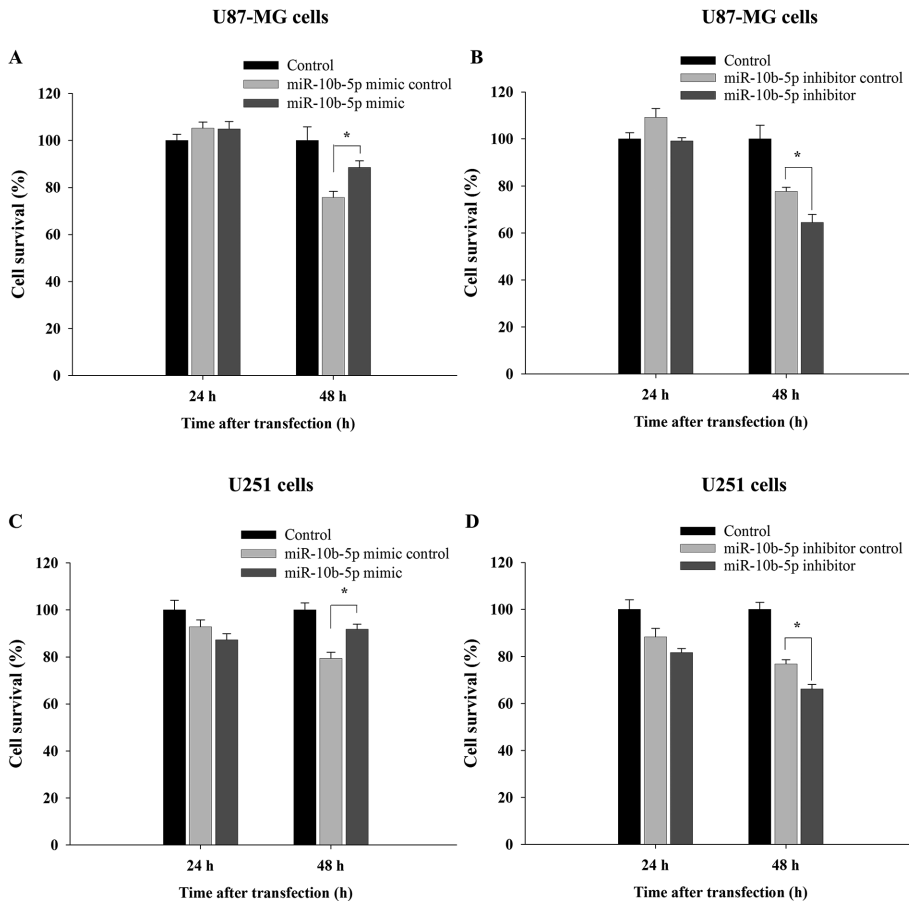 U87-MG cells
A
Control
miR-10b-5p mimic control
miR-10b-5p mimic
120
100
80
60
40
20
0
Cell survival (%)
*
24 h
48 h
Time after transfection (h)
U87-MG cells
B
Control
miR-10b-5p inhibitor control
miR-10b-5p inhibitor
120
100
80
60
40
20
0
Cell survival (%)
*
24 h
48 h
Time after transfection (h)
U251 cells
C
Control
miR-10b-5p mimic control
miR-10b-5p mimic
120
100
80
60
40
20
0
Cell survival (%)
*
24 h
48 h
Time after transfection (h)
U251 cells
D
Control
miR-10b-5p inhibitor control
miR-10b-5p inhibitor
120
100
80
60
40
20
0
Cell survival (%)
*
24 h
48 h
Time after transfection (h)